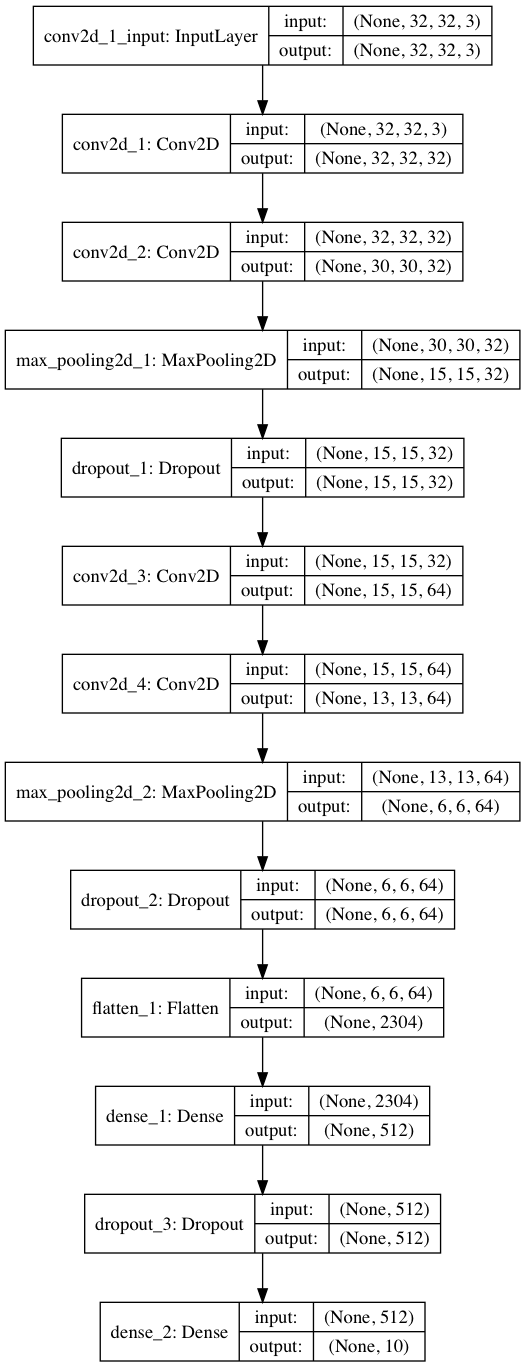 conv2d_1_input: InputLayer input: (None, 32, 32, 3)
output: (None, 32, 32, 3)
conv2d_1: Conv2D input: (None, 32, 32, 3)
output: (None, 32, 32, 32)
conv2d_2: Conv2D input: (None, 32, 32, 32)
output: (None, 30, 30, 32)
max_pooling2d_1: MaxPooling2D input: (None, 30, 30, 32)
output: (None, 15, 15, 32)
dropout_1: Dropout input: (None, 15, 15, 32)
output: (None, 15, 15, 32)
conv2d_3: Conv2D input: (None, 15, 15, 32)
output: (None, 15, 15, 64)
conv2d_4: Conv2D input: (None, 15, 15, 64)
output: (None, 13, 13, 64)
max_pooling2d_2: MaxPooling2D input: (None, 13, 13, 64)
output: (None, 6, 6, 64)
dropout_2: Dropout input: (None, 6, 6, 64)
output: (None, 6, 6, 64)
flatten_1: Flatten input: (None, 6, 6, 64)
output: (None, 2304)
dense_1: Dense input: (None, 2304)
output: (None, 512)
dropout_3: Dropout input: (None, 512)
output: (None, 512)
dense_2: Dense input: (None, 512)
output: (None, 10)